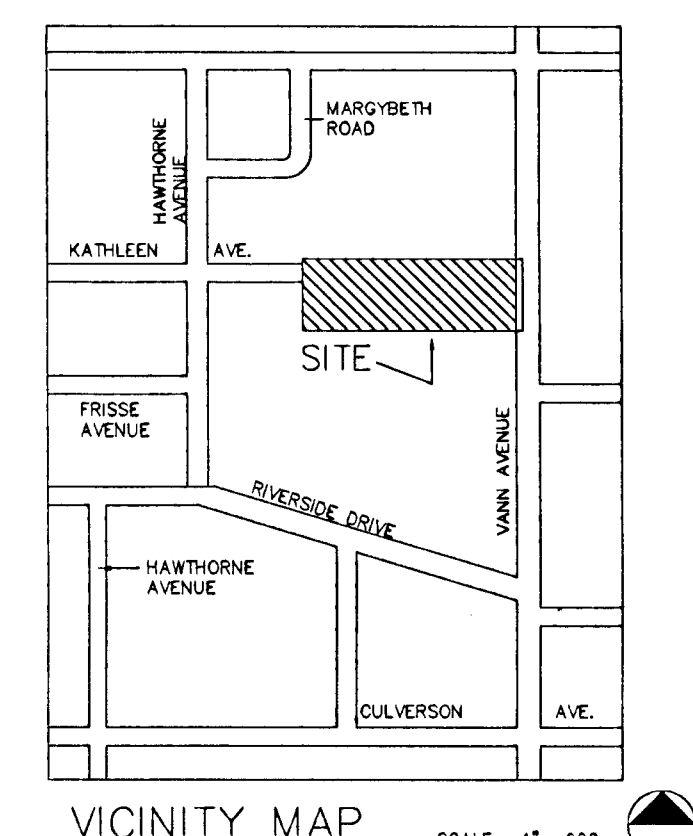 MARGYBETH
ROAD
HAWTHORNE
AVENUE
KATHLEEN AVE.
SITE
FRISSE
AVENUE
VANN AVENUE
RIVERSIDE DRIVE
HAWTHORNE
AVENUE
CULVERSON AVE.
VICINITY MAP